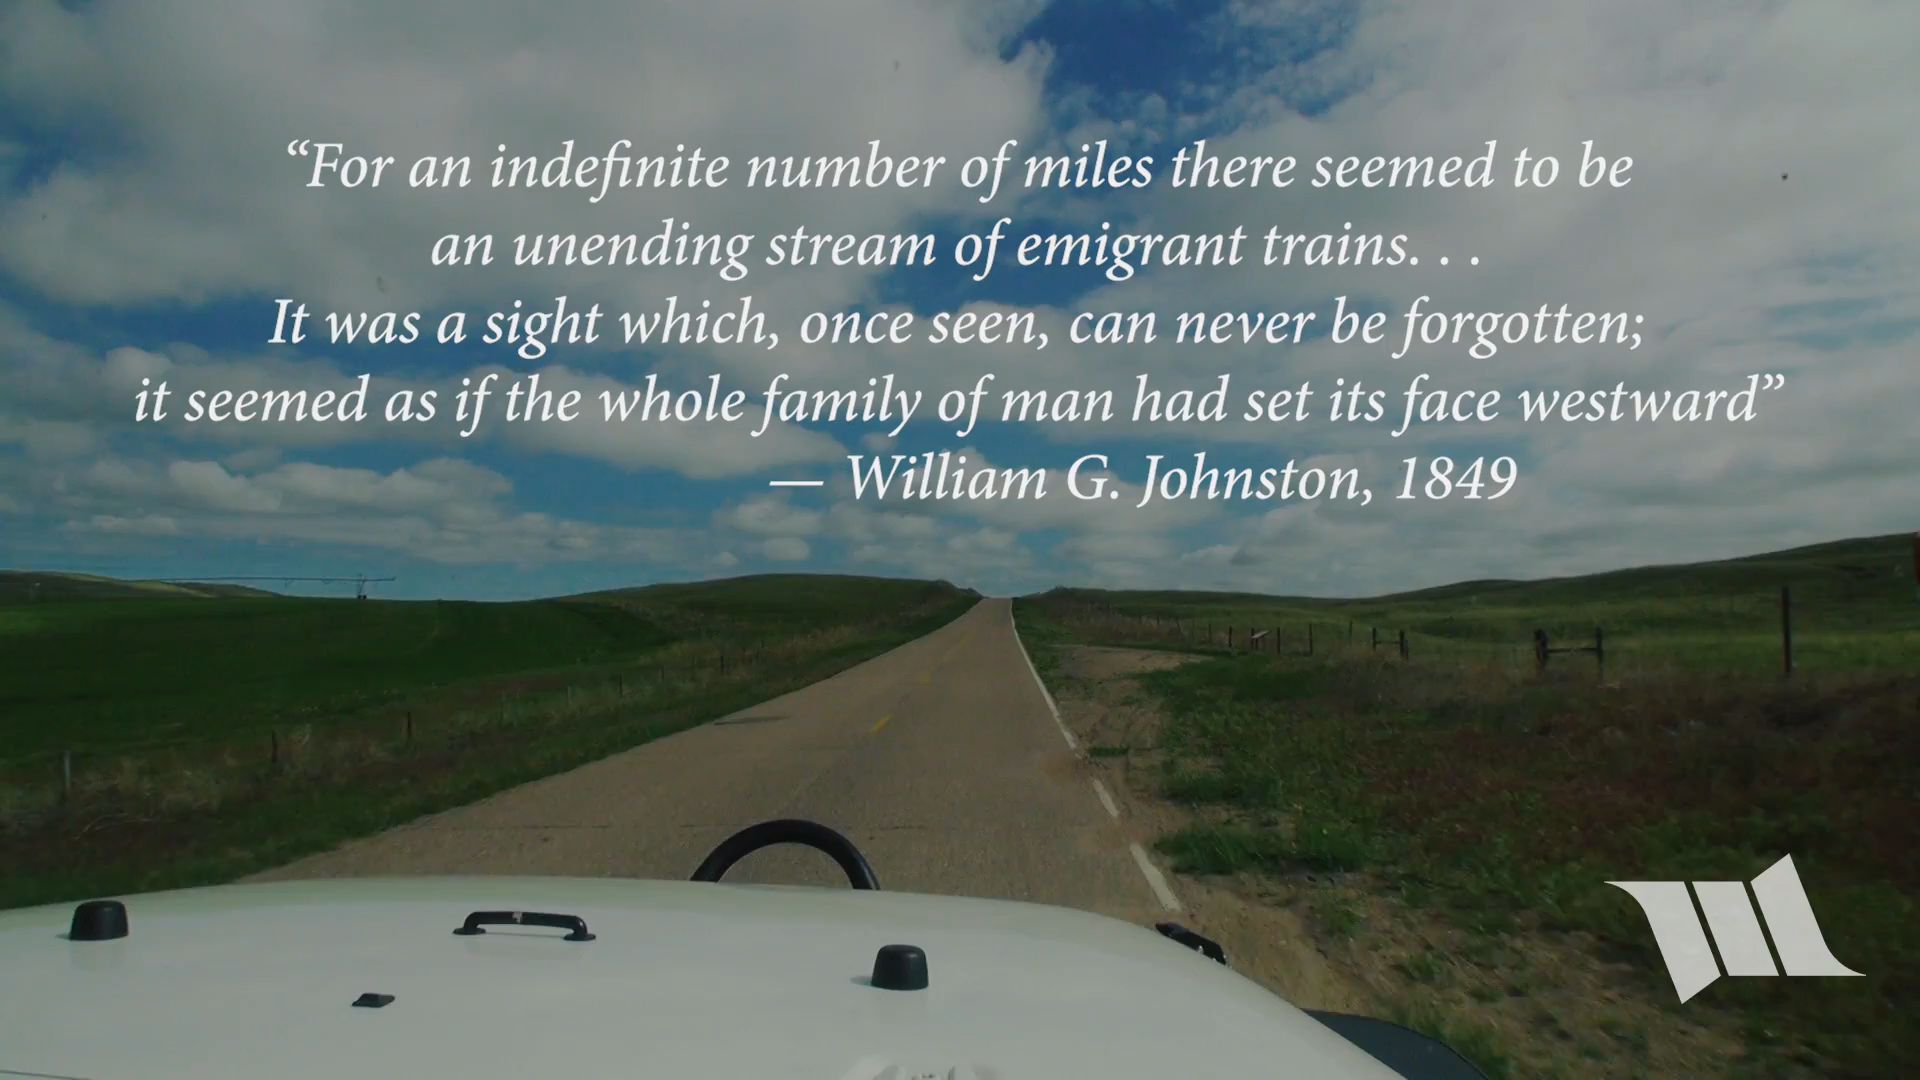 “For an indefinite number of miles there seemed to be
an unending stream of emigrant trains. . .
It was a sight which, once seen, can never be forgotten;
it seemed as if the whole family of man had set its face westward”
— William G. Johnston, 1849